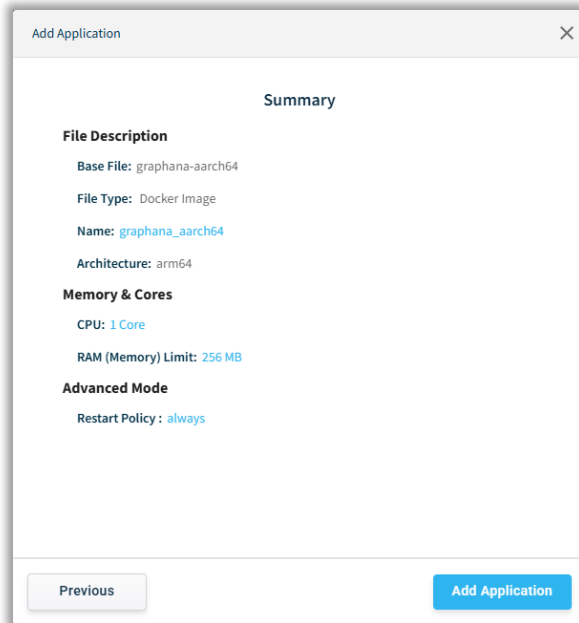 Add Application
Summary
File Description
Base File: graphana-aarch64
File Type: Docker Image
Name: graphana_aarch64
Architecture: arm64
Memory & Cores
CPU: 1 Core
RAM (Memory) Limit: 256 MB
Advanced Mode
Restart Policy : always
Previous
Add Application